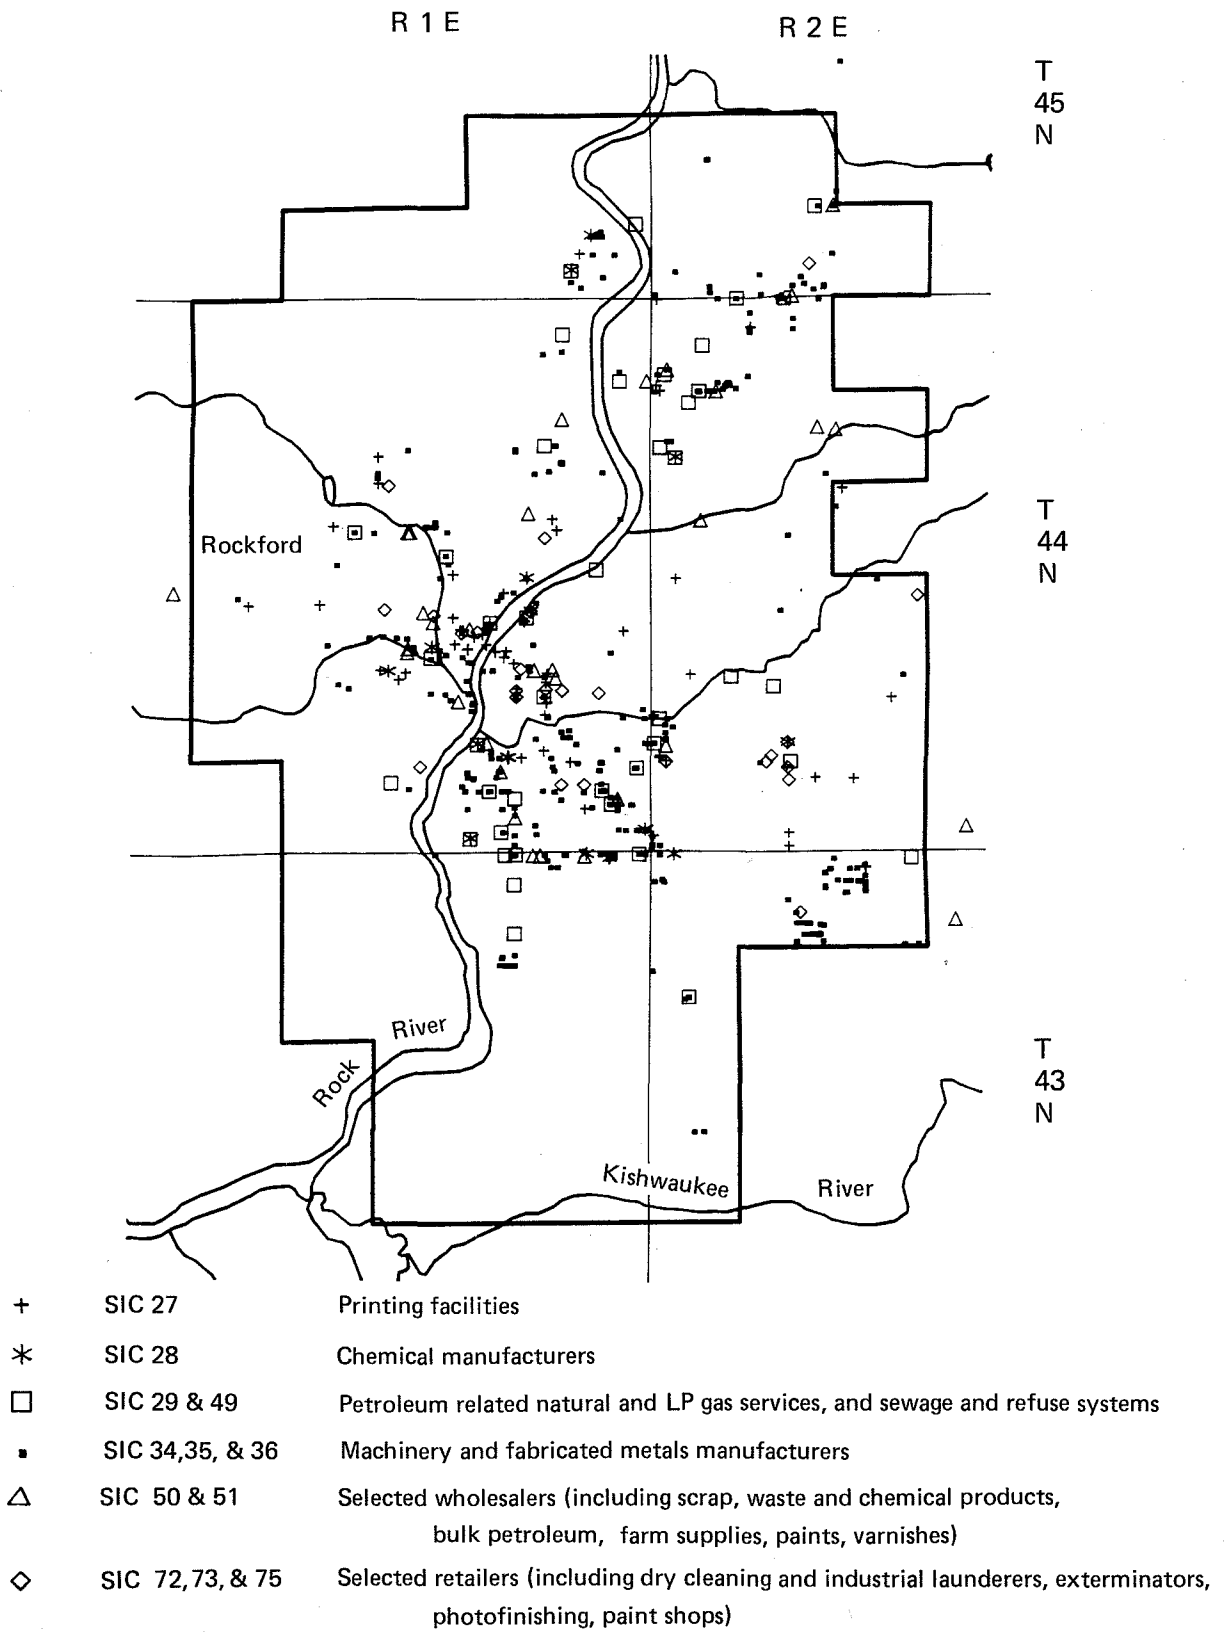 R 1 E
R 2 E
T
45
N
Rockford
T
44
N
T
43
N
River
Rock
Kishwaukee
River
+ SIC 27 Printing facilities
SIC 28 Chemical manufacturers
SIC 29 & 49 Petroleum related natural and LP gas services, and sewage and refuse systems
SIC 34,35, & 36 Machinery and fabricated metals manufacturers
SIC 50 & 51 Selected wholesalers (including scrap, waste and chemical products,
bulk petroleum, farm supplies, paints, varnishes)
SIC 72,73, & 75 Selected retailers (including dry cleaning and industrial launderers, exterminators,
photofinishing, paint shops)